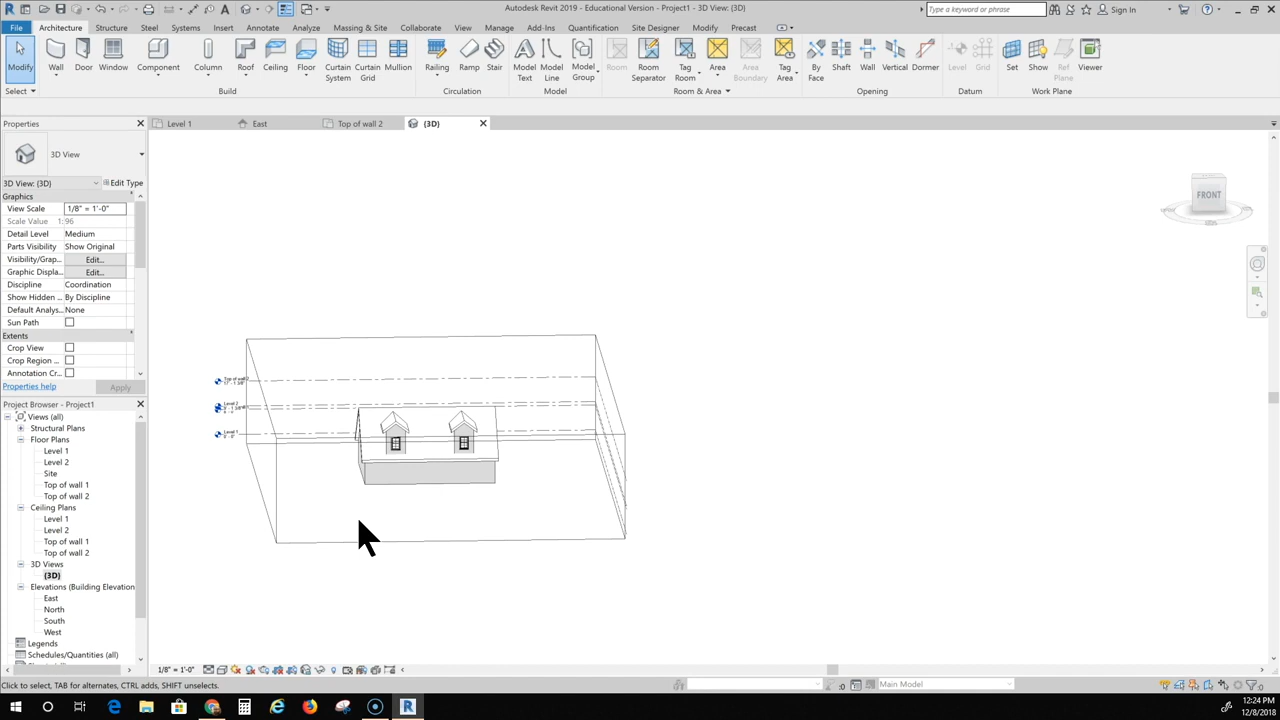 Autodesk Revit 2019 - Educational Version - Project1 - 3D View: {3D}
Type a keyword or phrase
Sign In
File Architecture Structure Steel Systems Insert Annotate Analyze Massing & Site Collaborate View Manage Add-Ins Quantification Site Designer Modify Precast
Modify Wall Door Window Component Column Roof Ceiling Floor Curtain System Curtain Grid Mullion Railing Ramp Stair Model Text Model Line Model Group Room Room Separator Tag Room Area Area Boundary Tag Area By Face Shaft Wall Vertical Dormer Level Grid Set Show Ref Plane Viewer
Select Build Circulation Model Room & Area Opening Datum Work Plane
Properties
Level 1 East Top of wall 2 {3D}
3D View
3D View: {3D} Edit Type
Graphics
View Scale 1/8" = 1'-0"
Scale Value 1: 96
Detail Level Medium
Parts Visibility Show Original
Visibility/Grap... Edit...
Graphic Displa... Edit...
Discipline Coordination
Show Hidden ... By Discipline
Default Analys... None
Sun Path
Extents
Crop View
Crop Region ...
Annotation Cr...
Properties help Apply
Project Browser - Project1
Views (all)
Structural Plans
Floor Plans
Level 1
Level 2
Site
Top of wall 1
Top of wall 2
Ceiling Plans
Level 1
Level 2
Top of wall 1
Top of wall 2
3D Views
{3D}
Elevations (Building Elevation
East
North
South
West
Legends
Schedules/Quantities (all)
FRONT
Level 2
Level 1
0' - 0"
1/8" = 1'-0"
Click to select, TAB for alternates, CTRL adds, SHIFT unselects.
:0
Main Model
:0
12:24 PM
12/8/2018